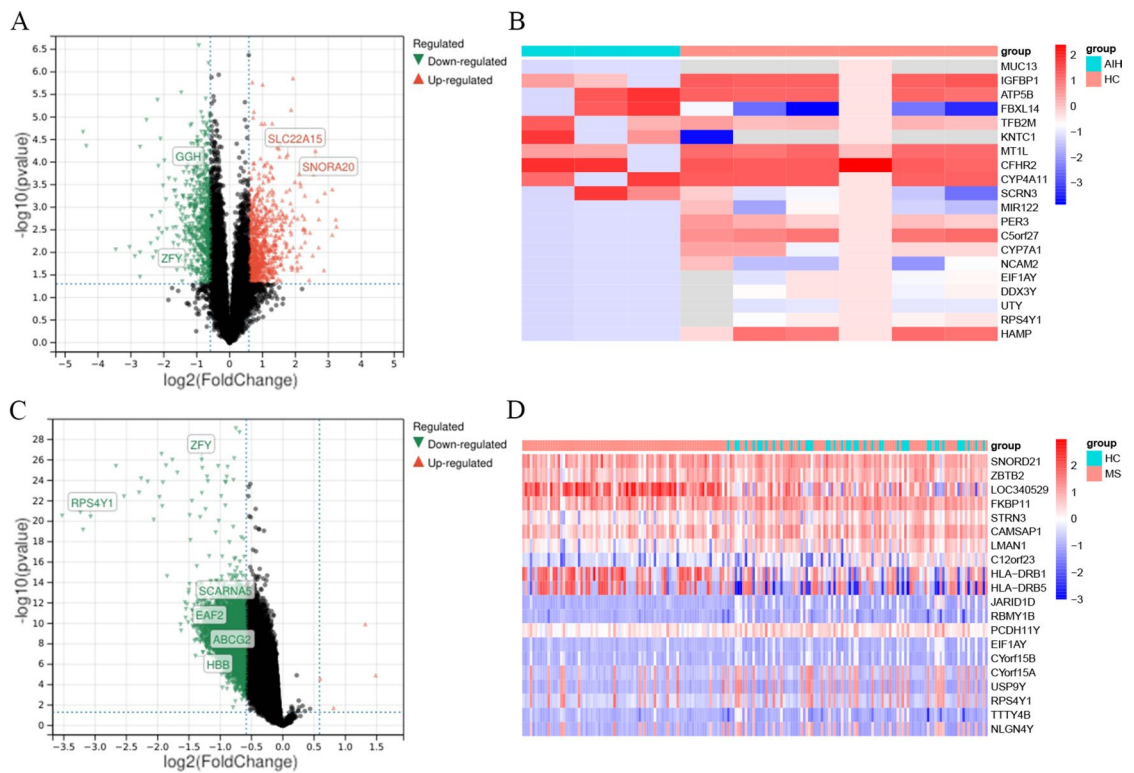 A
Regulated
Down-regulated
Up-regulated
SLC22A15
SNORA20
GGH
ZFY
-log10(pvalue)
6.5
6.0
5.5
5.0
4.5
4.0
3.5
3.0
2.5
2.0
1.5
1.0
0.5
0.0
−5 −4 −3 −2 −1 0 1 2 3 4 5
log2(FoldChange)
B
group
MUC13
IGFBP1
ATP5B
FBXL14
TFB2M
KNTC1
MT1L
CFHR2
CYP4A11
SCRN3
MIR122
PER3
C5orf27
CYP7A1
NCAM2
EIF1AY
DDX3Y
UTY
RPS4Y1
HAMP
2
1
0
−1
−2
−3
group
AIH
HC
C
Regulated
Down-regulated
Up-regulated
ZFY
RPS4Y1
SCARNA5
EAF2
ABCG2
HBB
-log10(pvalue)
28
26
24
22
20
18
16
14
12
10
8
6
4
2
0
−3.5 −3.0 −2.5 −2.0 −1.5 −1.0 −0.5 0.0 0.5 1.0 1.5
log2(FoldChange)
D
group
SNORD21
ZBTB2
LOC340529
FKBP11
STRN3
CAMSAP1
LMAN1
C12orf23
HLA−DRB1
HLA−DRB5
JARID1D
RBMY1B
PCDH11Y
EIF1AY
CYorf15B
CYorf15A
USP9Y
RPS4Y1
TTTY4B
NLGN4Y
2
1
0
−1
−2
−3
group
HC
MS